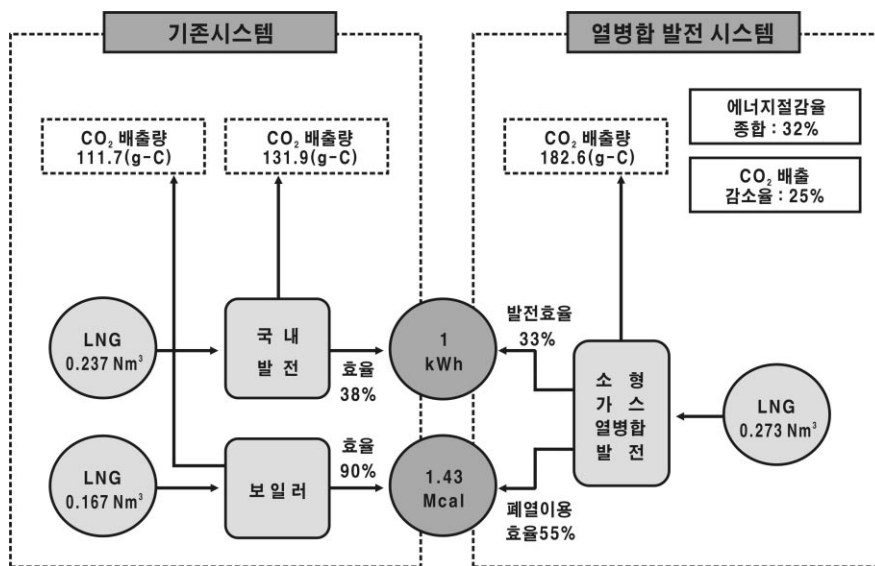 기존시스템
열병합 발전 시스템
CO₂ 배출량
111.7(g-C)
CO₂ 배출량
131.9(g-C)
CO₂ 배출량
182.6(g-C)
에너지절감율
종합 : 32%
CO₂ 배출
감소율 : 25%
LNG
0.237 Nm³
국 내
발 전
효율
38%
1
kWh
발전효율
33%
소 형
가 스
열병합
발 전
LNG
0.273 Nm³
LNG
0.167 Nm³
보일러
효율
90%
1.43
Mcal
폐열이용
효율55%